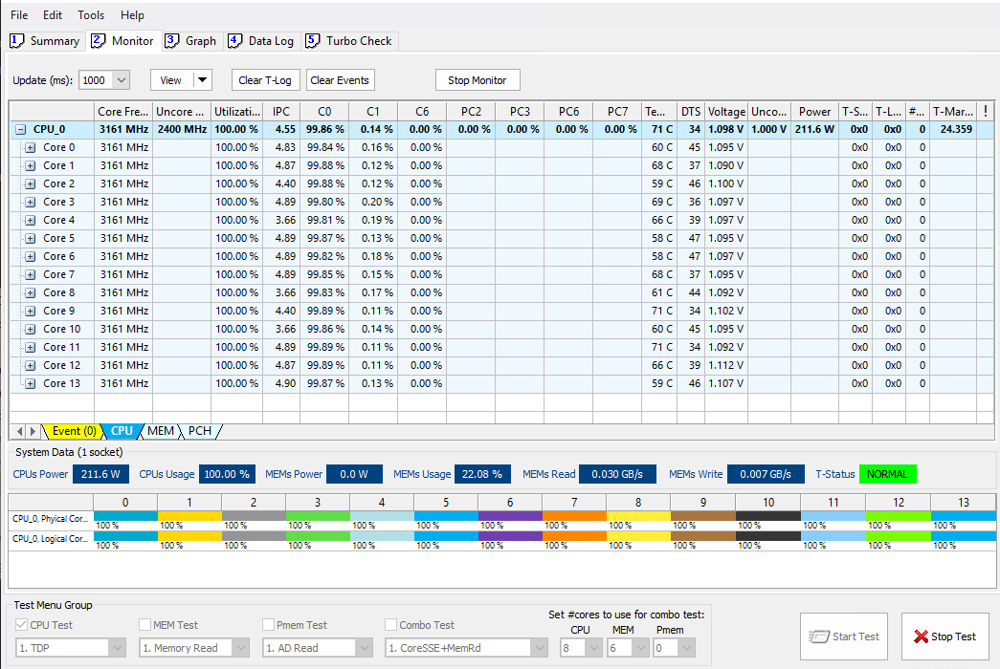 File Edit Tools Help
1 Summary 2 Monitor 3 Graph 4 Data Log 5 Turbo Check
Update (ms): 1000 View Clear T-Log Clear Events Stop Monitor
Core Fre... Uncore ... Utilizati... IPC C0 C1 C6 PC2 PC3 PC6 PC7 Te... DTS Voltage Unco... Power T-S... T-L... #... T-Mar... !
CPU_0 3161 MHz 2400 MHz 100.00 % 4.55 99.86 % 0.14 % 0.00 % 0.00 % 0.00 % 0.00 % 0.00 % 71 C 34 1.098 V 1.000 V 211.6 W 0x0 0x0 0 24.359
Core 0 3161 MHz 100.00 % 4.83 99.84 % 0.16 % 0.00 % 60 C 45 1.095 V 0x0 0x0 0
Core 1 3161 MHz 100.00 % 4.87 99.88 % 0.12 % 0.00 % 68 C 37 1.090 V 0x0 0x0 0
Core 2 3161 MHz 100.00 % 4.40 99.88 % 0.12 % 0.00 % 59 C 46 1.100 V 0x0 0x0 0
Core 3 3161 MHz 100.00 % 4.89 99.80 % 0.20 % 0.00 % 69 C 36 1.097 V 0x0 0x0 0
Core 4 3161 MHz 100.00 % 3.66 99.81 % 0.19 % 0.00 % 66 C 39 1.097 V 0x0 0x0 0
Core 5 3161 MHz 100.00 % 4.89 99.87 % 0.13 % 0.00 % 58 C 47 1.095 V 0x0 0x0 0
Core 6 3161 MHz 100.00 % 4.89 99.82 % 0.18 % 0.00 % 58 C 47 1.097 V 0x0 0x0 0
Core 7 3161 MHz 100.00 % 4.89 99.85 % 0.15 % 0.00 % 68 C 37 1.095 V 0x0 0x0 0
Core 8 3161 MHz 100.00 % 3.66 99.83 % 0.17 % 0.00 % 61 C 44 1.092 V 0x0 0x0 0
Core 9 3161 MHz 100.00 % 4.40 99.89 % 0.11 % 0.00 % 71 C 34 1.102 V 0x0 0x0 0
Core 10 3161 MHz 100.00 % 3.66 99.86 % 0.14 % 0.00 % 60 C 45 1.095 V 0x0 0x0 0
Core 11 3161 MHz 100.00 % 4.89 99.89 % 0.11 % 0.00 % 71 C 34 1.092 V 0x0 0x0 0
Core 12 3161 MHz 100.00 % 4.87 99.89 % 0.11 % 0.00 % 66 C 39 1.112 V 0x0 0x0 0
Core 13 3161 MHz 100.00 % 4.90 99.87 % 0.13 % 0.00 % 59 C 46 1.107 V 0x0 0x0 0
Event (0) CPU MEM PCH
System Data (1 socket)
CPUs Power 211.6 W CPUs Usage 100.00 % MEMs Power 0.0 W MEMs Usage 22.08 % MEMs Read 0.030 GB/s MEMs Write 0.007 GB/s T-Status NORMAL
0 1 2 3 4 5 6 7 8 9 10 11 12 13
CPU_0, Phyical Cor... 100 % 100 % 100 % 100 % 100 % 100 % 100 % 100 % 100 % 100 % 100 % 100 % 100 % 100 %
CPU_0, Logical Cor... 100 % 100 % 100 % 100 % 100 % 100 % 100 % 100 % 100 % 100 % 100 % 100 % 100 % 100 %
Test Menu Group
CPU Test MEM Test Pmem Test Combo Test Set #cores to use for combo test:
CPU MEM Pmem
1. TDP 1. Memory Read 1. AD Read 1. CoreSSE+MemRd 8 6 0
Start Test Stop Test